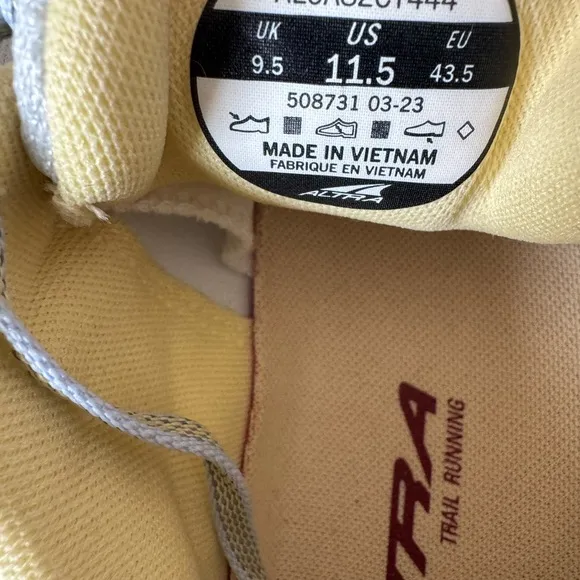 UK US EU
9.5 11.5 43.5
508731 03-23
MADE IN VIETNAM
FABRIQUE EN VIETNAM
ALTRA
TRAIL RUNNING